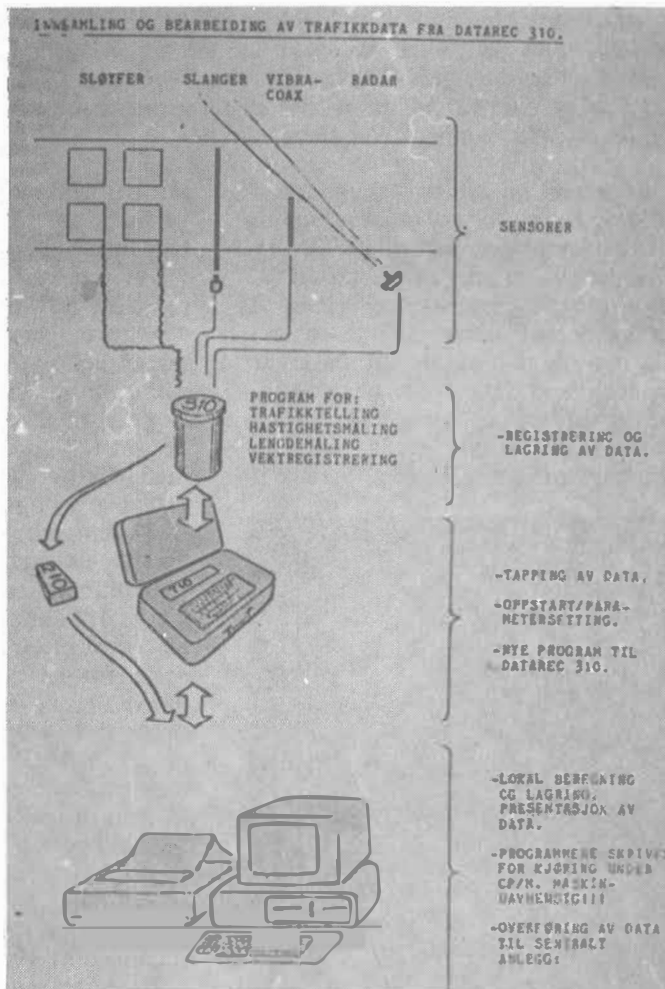 INNSAMLING OG BEARBEIDING AV TRAFIKKDATA FRA DATAREC 310.
SLØYFER SLANGER VIBRA- RADAR
COAX
SENSORER
310
PROGRAM FOR:
TRAFIKKTELLING
HASTIGHETSMÅLING
LENGDEMÅLING
VEKTREGISTRERING
-REGISTRERING OG
LAGRING AV DATA.
T10
-TAPPING AV DATA.
-OPPSTART/PARA-
METERSETTING.
-NYE PROGRAM TIL
DATAREC 310.
-LOKAL BEREGNING
OG LAGRING.
PRESENTASJON AV
DATA.
-PROGRAMMENE SKRIVES
FOR KJØRING UNDER
CP/M. MASKIN-
UAVHENGIG!!!
-OVERFØRING AV DATA
TIL SENTRALT
ANLEGG: